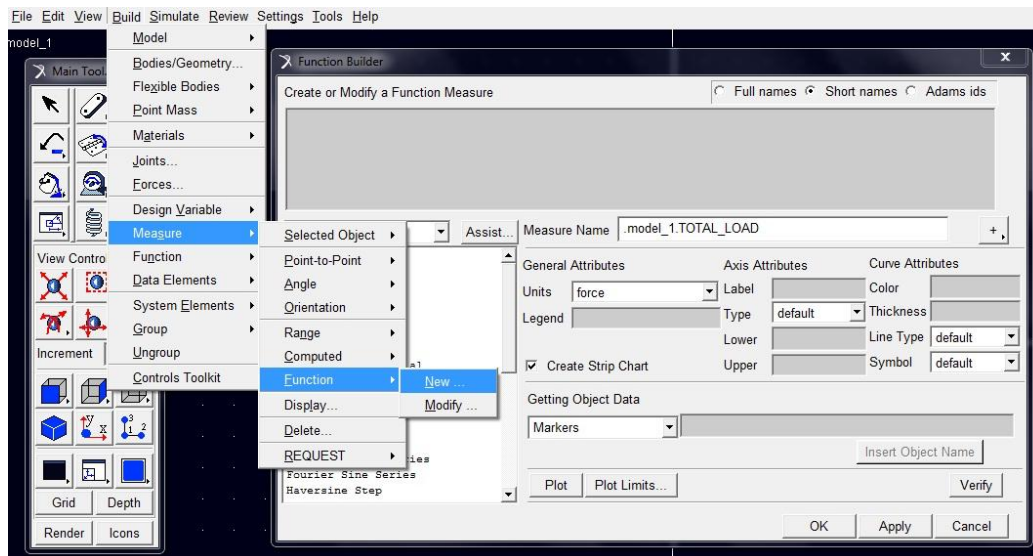 File Edit View Build Simulate Review Settings Tools Help
model_1
Main Tool
Model
Bodies/Geometry...
Flexible Bodies
Point Mass
Materials
Joints...
Forces...
Design Variable
Measure
Function
Data Elements
System Elements
Group
Ungroup
Controls Toolkit
View Contro
Increment
Grid Depth
Render Icons
Selected Object
Point-to-Point
Angle
Orientation
Range
Computed
Function
Display...
Delete...
REQUEST
New ...
Modify ...
Function Builder
x
Create or Modify a Function Measure
Full names Short names Adams ids
Assist... Measure Name .model_1.TOTAL_LOAD +
General Attributes Axis Attributes Curve Attributes
Units force Label Color
Legend Type default Thickness
Lower Line Type default
Create Strip Chart Upper Symbol default
Getting Object Data
Markers
Insert Object Name
ies
Fourier Sine Series
Haversine Step
Plot Plot Limits... Verify
OK Apply Cancel